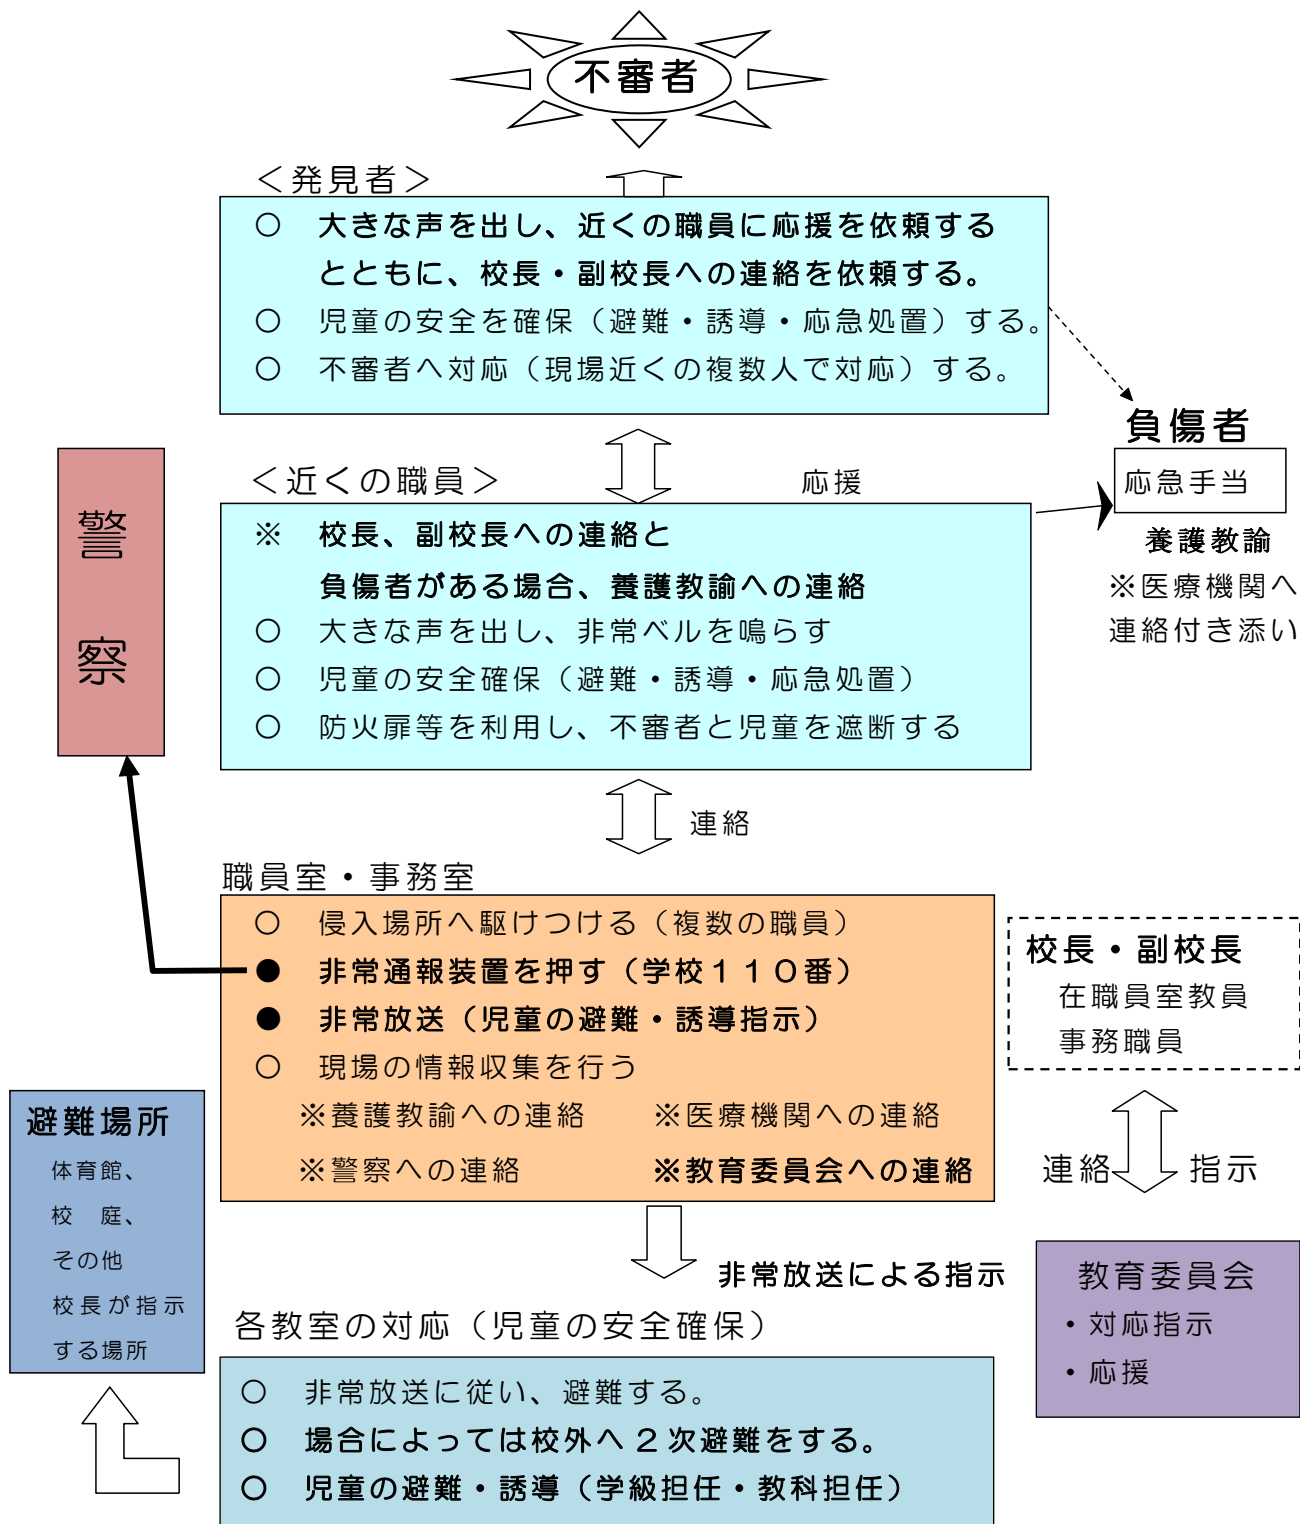 不審者
＜発見者＞
○　大きな声を出し、近くの職員に応援を依頼する
とともに、校長・副校長への連絡を依頼する。
○　児童の安全を確保（避難・誘導・応急処置）する。
○　不審者へ対応（現場近くの複数人で対応）する。
負傷者
応急手当
養護教諭
※医療機関へ
連絡付き添い
警察
＜近くの職員＞
応援
※　校長、副校長への連絡と
負傷者がある場合、養護教諭への連絡
○　大きな声を出し、非常ベルを鳴らす
○　児童の安全確保（避難・誘導・応急処置）
○　防火扉等を利用し、不審者と児童を遮断する
連絡
職員室・事務室
○　侵入場所へ駆けつける（複数の職員）
●　非常通報装置を押す（学校１１０番）
●　非常放送（児童の避難・誘導指示）
○　現場の情報収集を行う
※養護教諭への連絡　　※医療機関への連絡
※警察への連絡　　※教育委員会への連絡
校長・副校長
在職員室教員
事務職員
連絡　指示
教育委員会
・対応指示
・応援
避難場所
体育館、
校　庭、
その他
校長が指示
する場所
非常放送による指示
各教室の対応（児童の安全確保）
○　非常放送に従い、避難する。
○　場合によっては校外へ２次避難をする。
○　児童の避難・誘導（学級担任・教科担任）